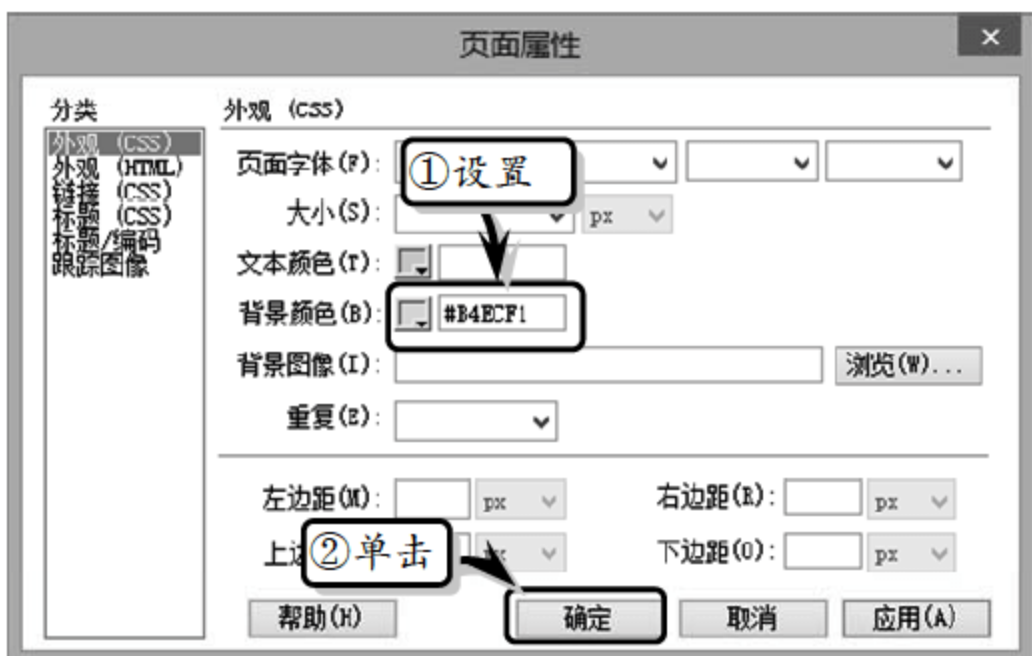 页面属性
分类
外观 (CSS)
外观 (CSS)
外观 (HTML)
链接 (CSS)
标题 (CSS)
标题/编码
跟踪图像
页面字体(F):
①设置
大小(S):
px
文本颜色(T):
背景颜色(B):
#B4ECF1
背景图像(I):
浏览(W)...
重复(E):
左边距(M):
px
右边距(R):
px
上边
②单击
下边距(O):
px
帮助(H)
确定
取消
应用(A)